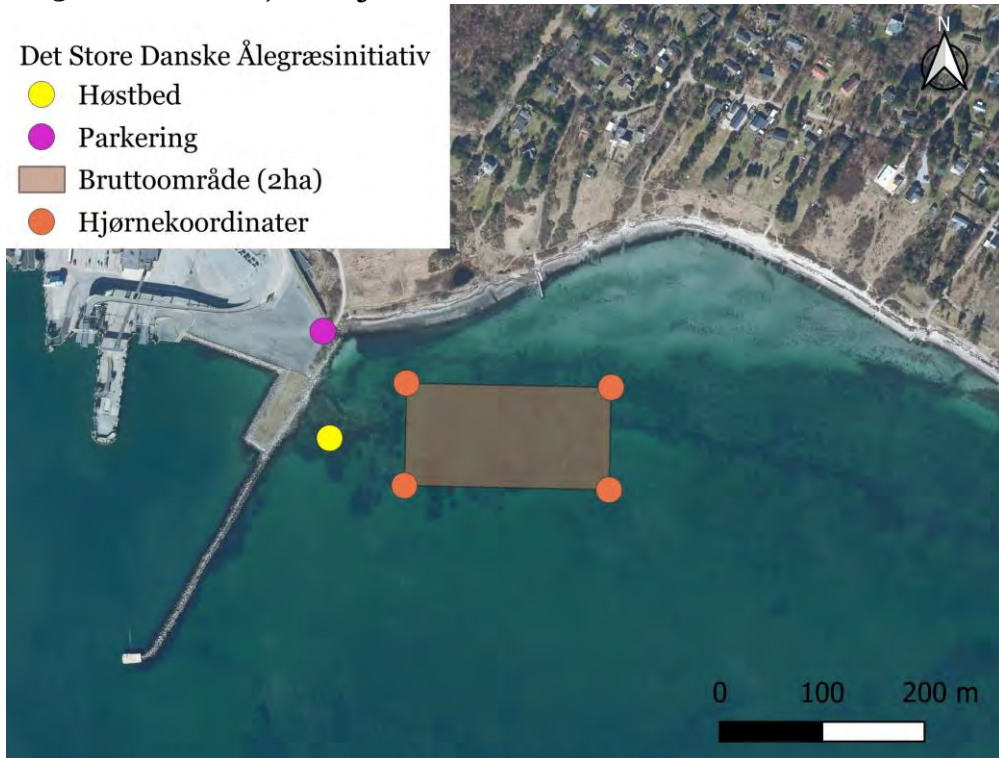 Det Store Danske Ålegræsinitiativ
Høstbed
Parkering
Bruttoområde (2ha)
Hjørnekoordinater
N
0 100 200 m